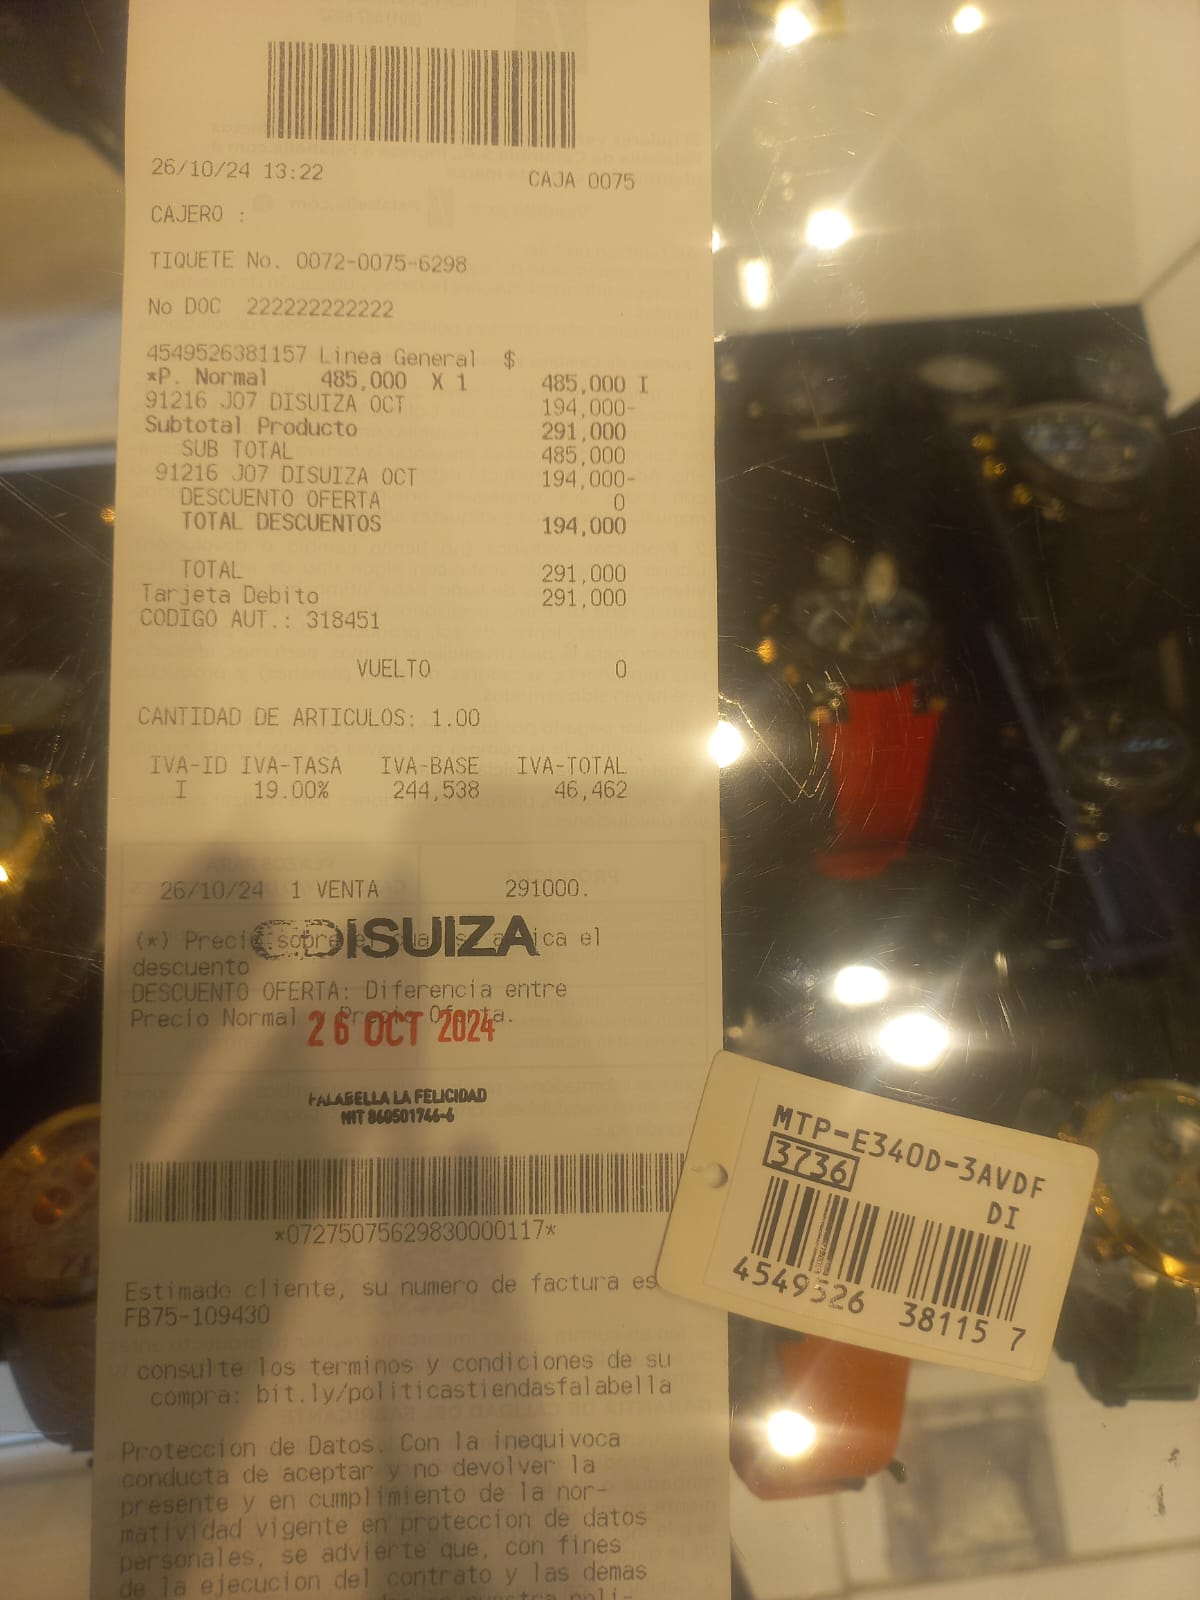 26/10/24 13:22 CAJA 0075
CAJERO :
TIQUETE No. 0072-0075-6298
No DOC 222222222222
4549526381157 Linea General $
*P. Normal 485,000 X 1 485,000 I
91216 J07 DISUIZA OCT 194,000-
Subtotal Producto 291,000
SUB TOTAL 485,000
91216 J07 DISUIZA OCT 194,000-
DESCUENTO OFERTA 0
TOTAL DESCUENTOS 194,000
TOTAL 291,000
Tarjeta Debito 291,000
CODIGO AUT.: 318451
VUELTO 0
CANTIDAD DE ARTICULOS: 1.00
IVA-ID IVA-TASA IVA-BASE IVA-TOTAL
I 19.00% 244,538 46,462
26/10/24 1 VENTA 291000.
DISUIZA
(*) Precio sobre el cual se aplica el
descuento
DESCUENTO OFERTA: Diferencia entre
Precio Normal y Precio Oferta.
26 OCT 2024
FALABELLA LA FELICIDAD
NIT 860501746-6
*07275075629830000117*
Estimado cliente, su numero de factura es
FB75-109430
consulte los terminos y condiciones de su
compra: bit.ly/politicastiendasfalabella
Proteccion de Datos. Con la inequivoca
conducta de aceptar y no devolver la
presente y en cumplimiento de la nor-
matividad vigente en proteccion de datos
personales, se advierte que, con fines
de la ejecucion del contrato y las demas
MTP-E340D-3AVDF
3736
DI
4549526 38115 7